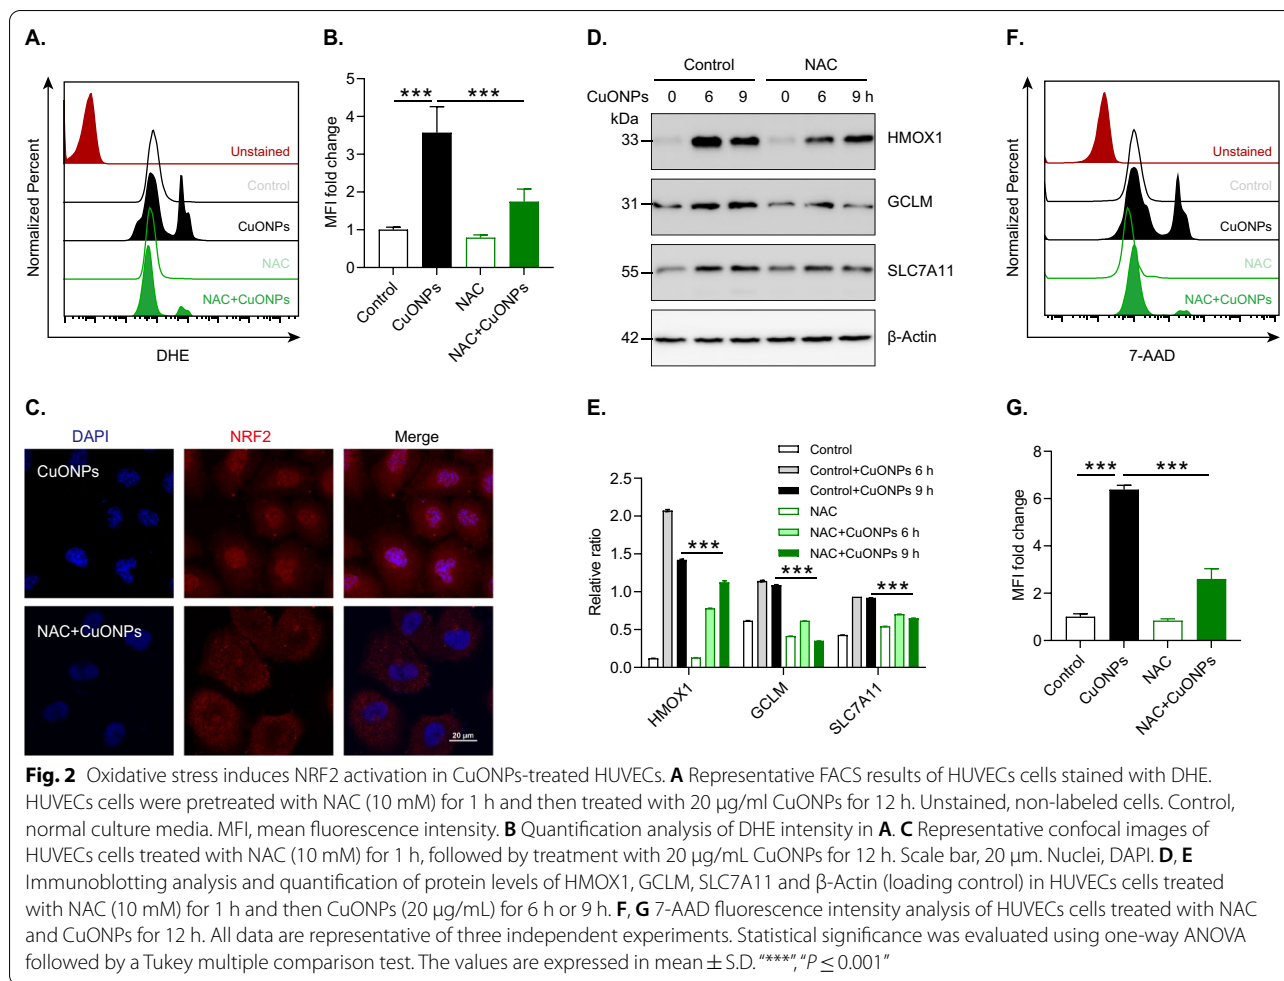 A.
Normalized Percent
Unstained
Control
CuONPs
NAC
NAC+CuONPs
DHE
B.
MFI fold change
5
4
3
2
1
0
***
***
Control
CuONPs
NAC
NAC+CuONPs
C.
DAPI
NRF2
Merge
CuONPs
NAC+CuONPs
20 μm
D.
Control
NAC
CuONPs 0 6 9 0 6 9 h
kDa
33
HMOX1
31
GCLM
55
SLC7A11
42
β-Actin
E.
Relative ratio
2.5
2.0
1.5
1.0
0.5
0.0
Control
Control+CuONPs 6 h
Control+CuONPs 9 h
NAC
NAC+CuONPs 6 h
NAC+CuONPs 9 h
***
***
***
HMOX1
GCLM
SLC7A11
F.
Normalized Percent
Unstained
Control
CuONPs
NAC
NAC+CuONPs
7-AAD
G.
MFI fold change
8
6
4
2
0
***
***
Control
CuONPs
NAC
NAC+CuONPs
Fig. 2 Oxidative stress induces NRF2 activation in CuONPs-treated HUVECs. A Representative FACS results of HUVECs cells stained with DHE.
HUVECs cells were pretreated with NAC (10 mM) for 1 h and then treated with 20 μg/ml CuONPs for 12 h. Unstained, non-labeled cells. Control,
normal culture media. MFI, mean fluorescence intensity. B Quantification analysis of DHE intensity in A. C Representative confocal images of
HUVECs cells treated with NAC (10 mM) for 1 h, followed by treatment with 20 μg/mL CuONPs for 12 h. Scale bar, 20 μm. Nuclei, DAPI. D, E
Immunoblotting analysis and quantification of protein levels of HMOX1, GCLM, SLC7A11 and β-Actin (loading control) in HUVECs cells treated
with NAC (10 mM) for 1 h and then CuONPs (20 μg/mL) for 6 h or 9 h. F, G 7-AAD fluorescence intensity analysis of HUVECs cells treated with NAC
and CuONPs for 12 h. All data are representative of three independent experiments. Statistical significance was evaluated using one-way ANOVA
followed by a Tukey multiple comparison test. The values are expressed in mean ± S.D. “***”, “P ≤ 0.001”